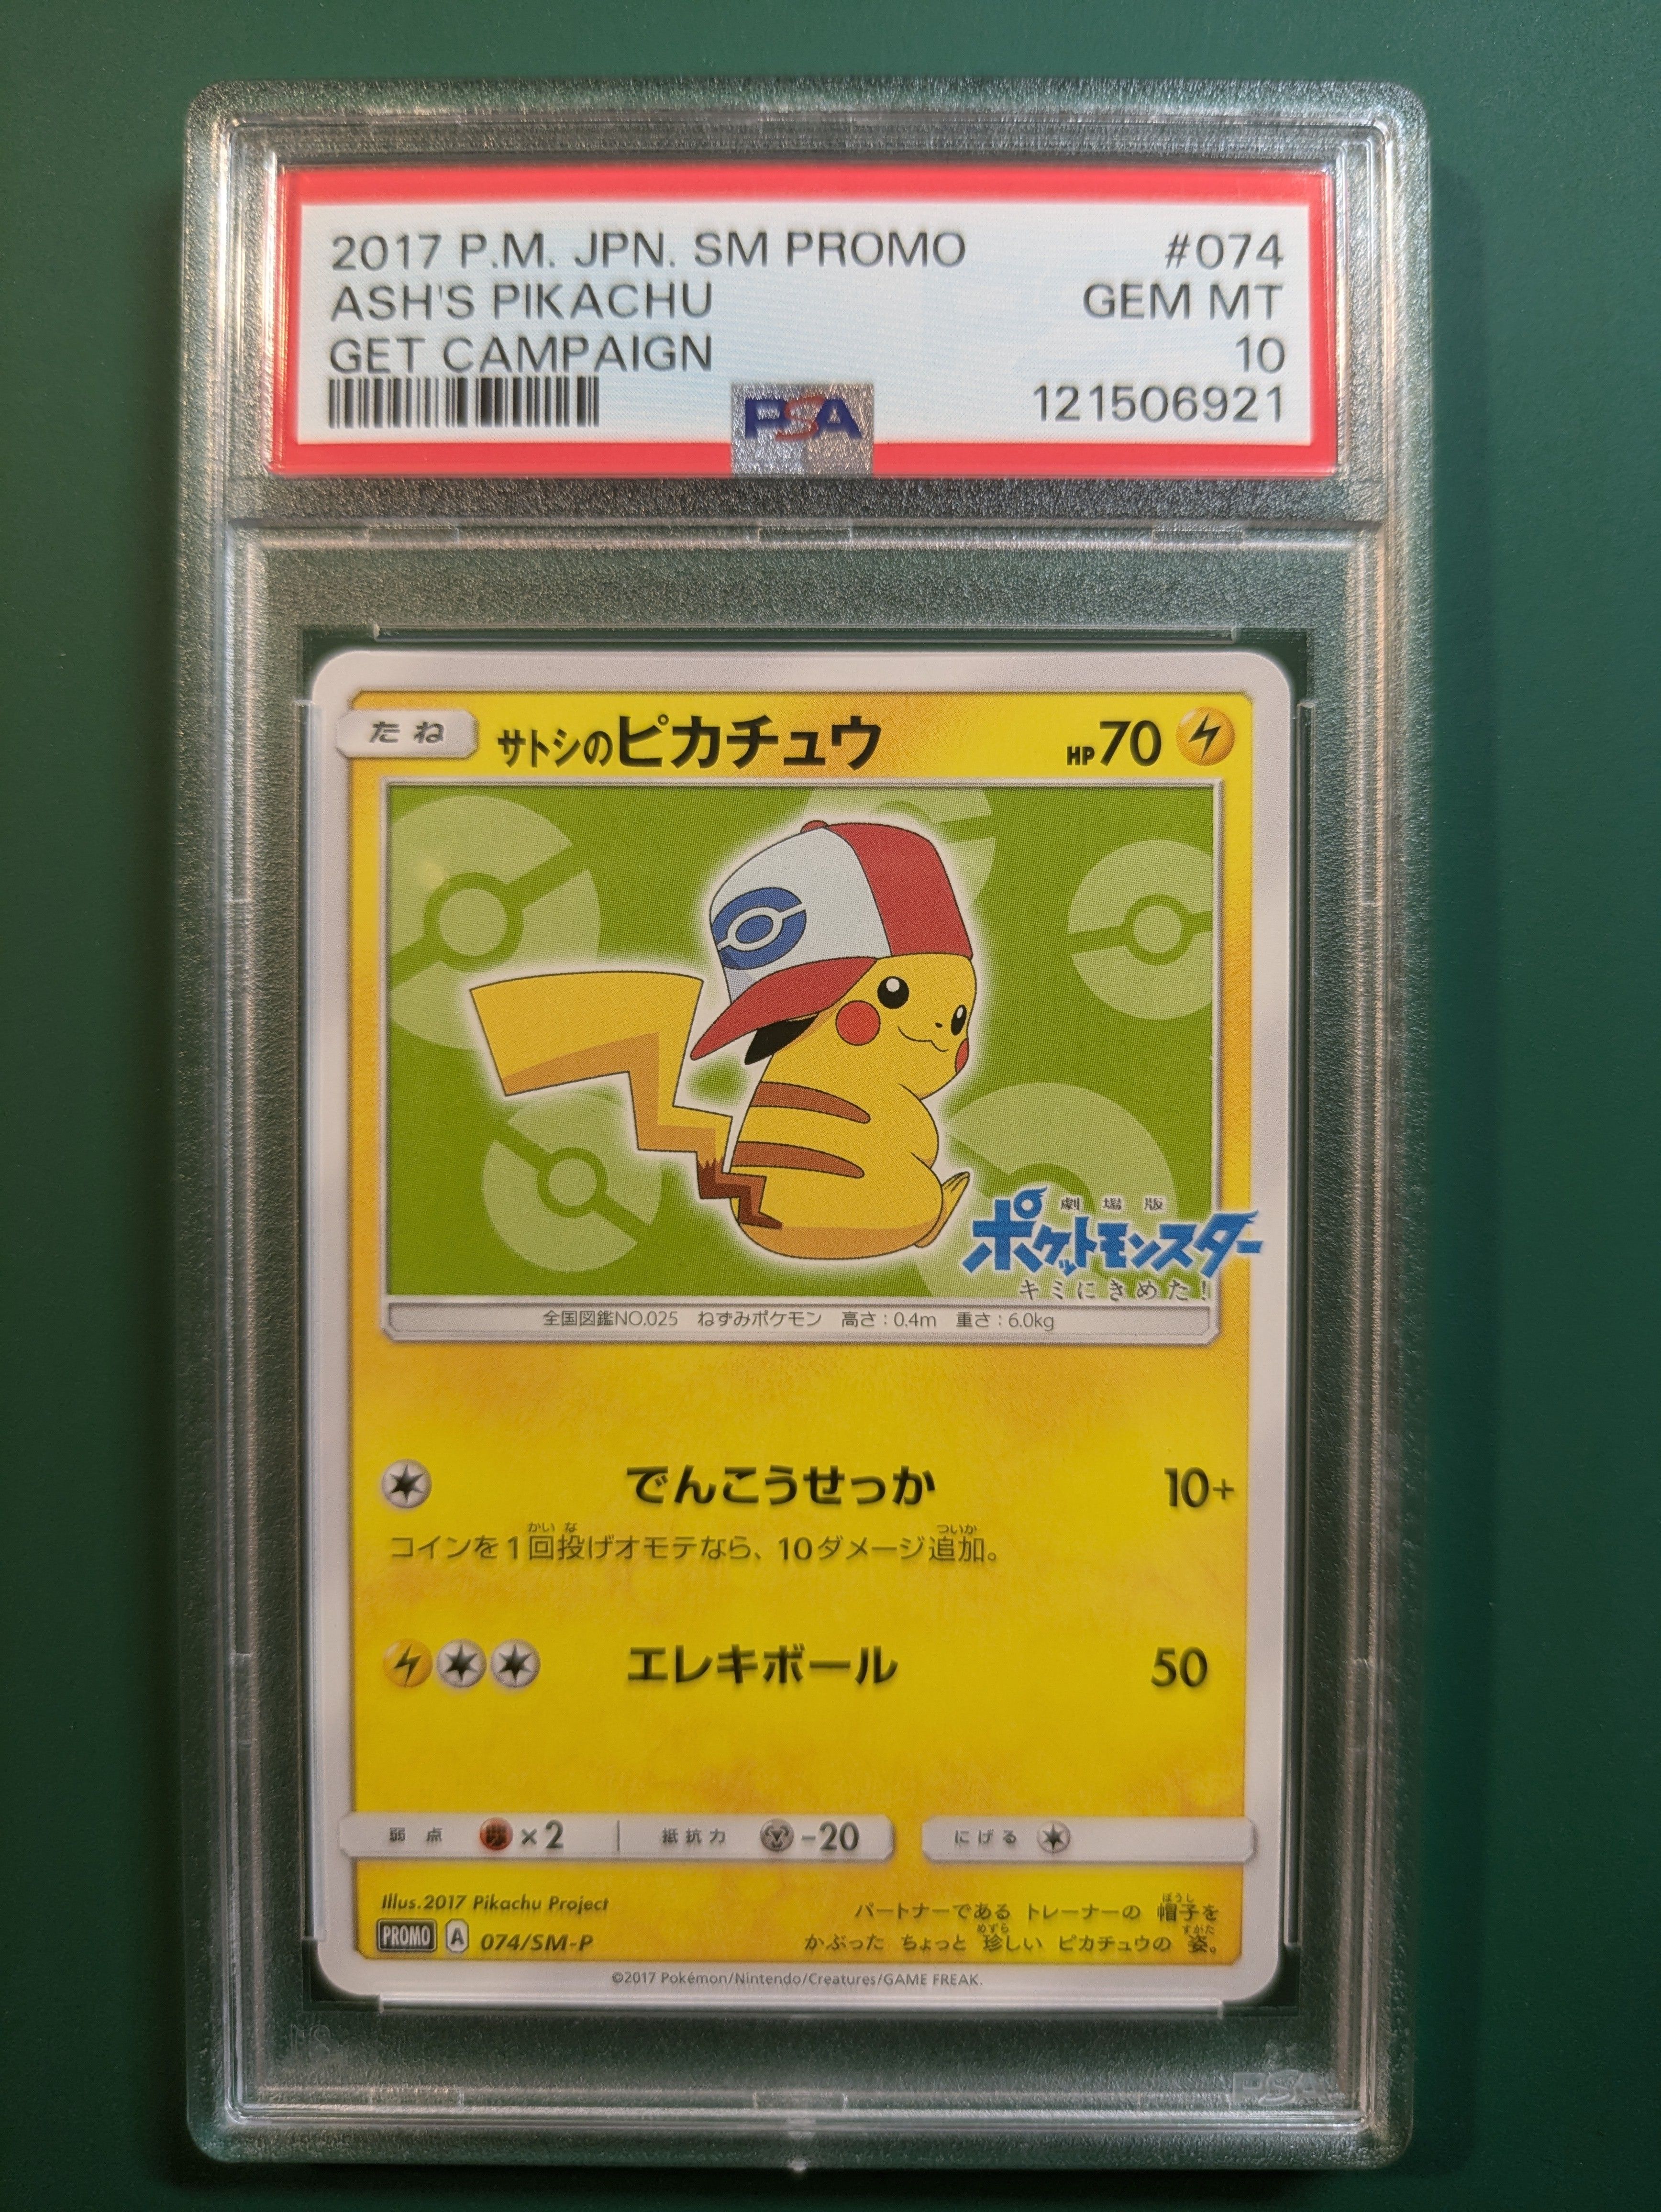 2017 P.M. JPN. SM PROMO #074
ASH'S PIKACHU GEM MT
GET CAMPAIGN 10
PSA 121506921
たね サトシのピカチュウ HP70
劇場版
ポケットモンスター
キミにきめた!
全国図鑑NO.025 ねずみポケモン 高さ:0.4m 重さ:6.0kg
でんこうせっか 10+
コインを1回投げオモテなら、10ダメージ追加。
エレキボール 50
弱点 ×2 抵抗力 -20 にげる
Illus.2017 Pikachu Project
PROMO A 074/SM-P
パートナーである トレーナーの 帽子を
かぶった ちょっと 珍しい ピカチュウの 姿。
©2017 Pokémon/Nintendo/Creatures/GAME FREAK.
PSA